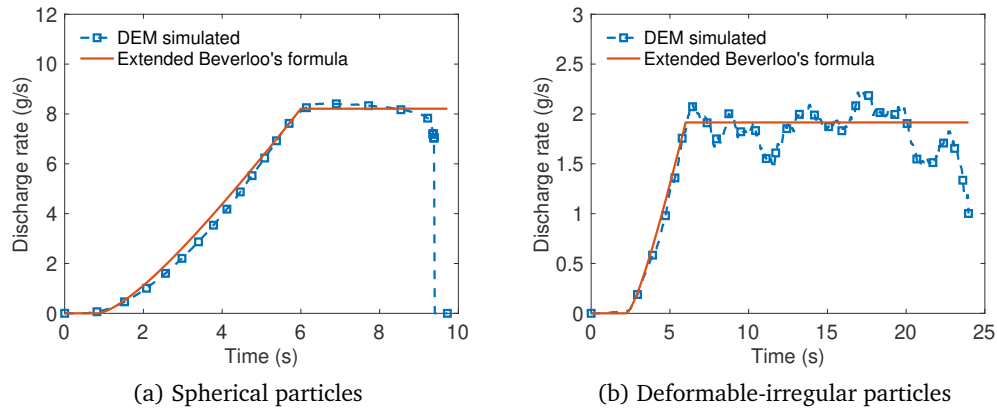 12
10
8
6
4
2
0
Discharge rate (g/s)
DEM simulated
Extended Beverloo's formula
0 2 4 6 8 10
Time (s)
(a) Spherical particles
3
2.5
2
1.5
1
0.5
0
Discharge rate (g/s)
DEM simulated
Extended Beverloo's formula
0 5 10 15 20 25
Time (s)
(b) Deformable-irregular particles